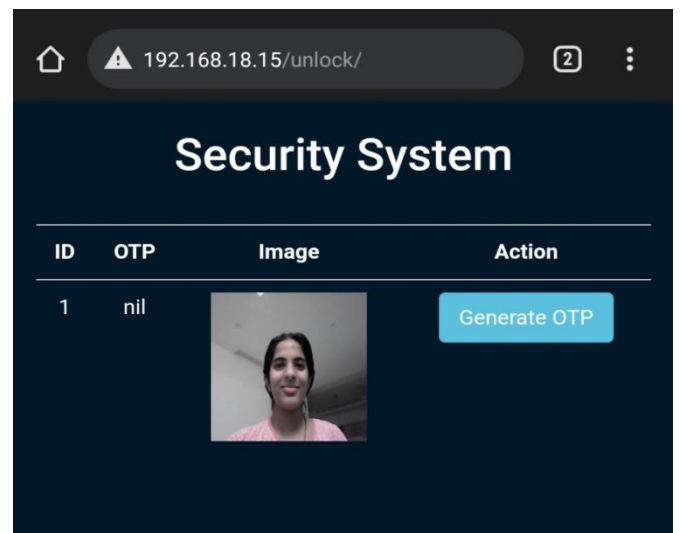 2
192.168.18.15/unlock/
Security System
ID OTP Image Action
1 nil Generate OTP